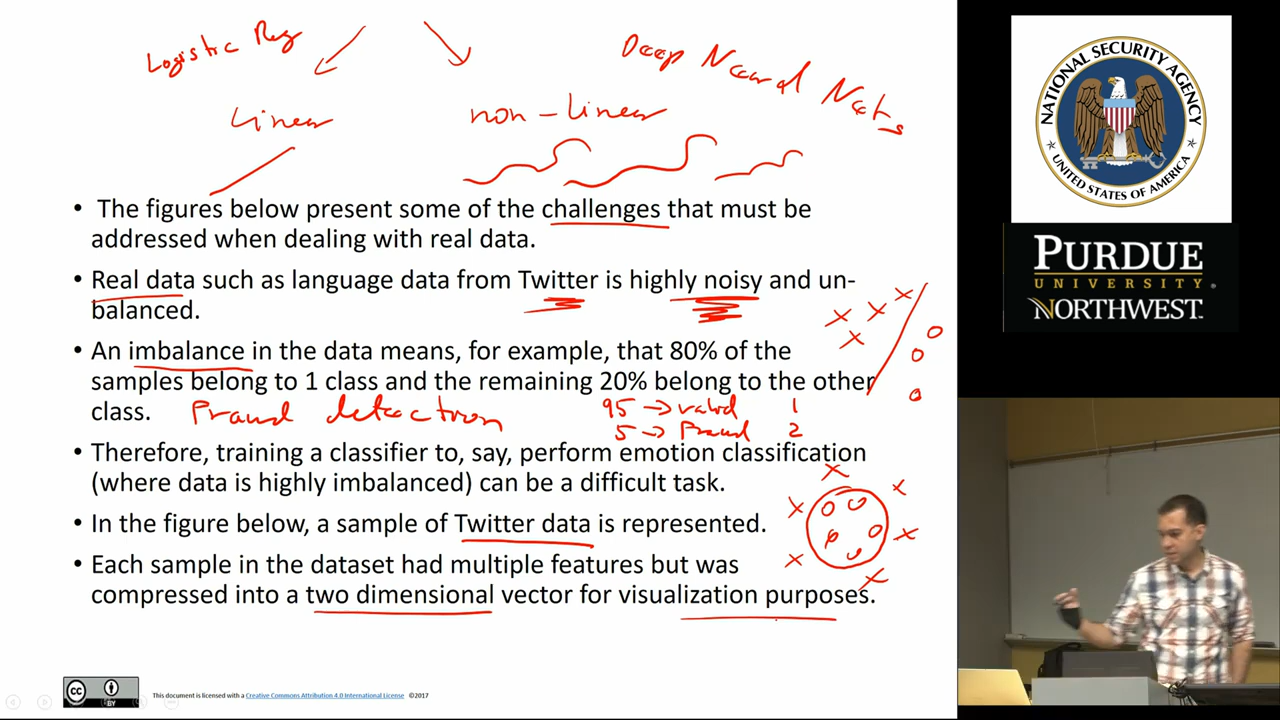 Logistic Reg
Deep Neural Nets
Linear
non-linear
• The figures below present some of the challenges that must be
addressed when dealing with real data.
• Real data such as language data from Twitter is highly noisy and un-
balanced.
• An imbalance in the data means, for example, that 80% of the
samples belong to 1 class and the remaining 20% belong to the other
class.
Fraud detection
95 → valid 1
5 → Fraud 2
• Therefore, training a classifier to, say, perform emotion classification
(where data is highly imbalanced) can be a difficult task.
• In the figure below, a sample of Twitter data is represented.
• Each sample in the dataset had multiple features but was
compressed into a two dimensional vector for visualization purposes.
cc
BY
This document is licensed with a Creative Commons Attribution 4.0 International License ©2017
NATIONAL SECURITY AGENCY
UNITED STATES OF AMERICA
PURDUE
UNIVERSITY
NORTHWEST